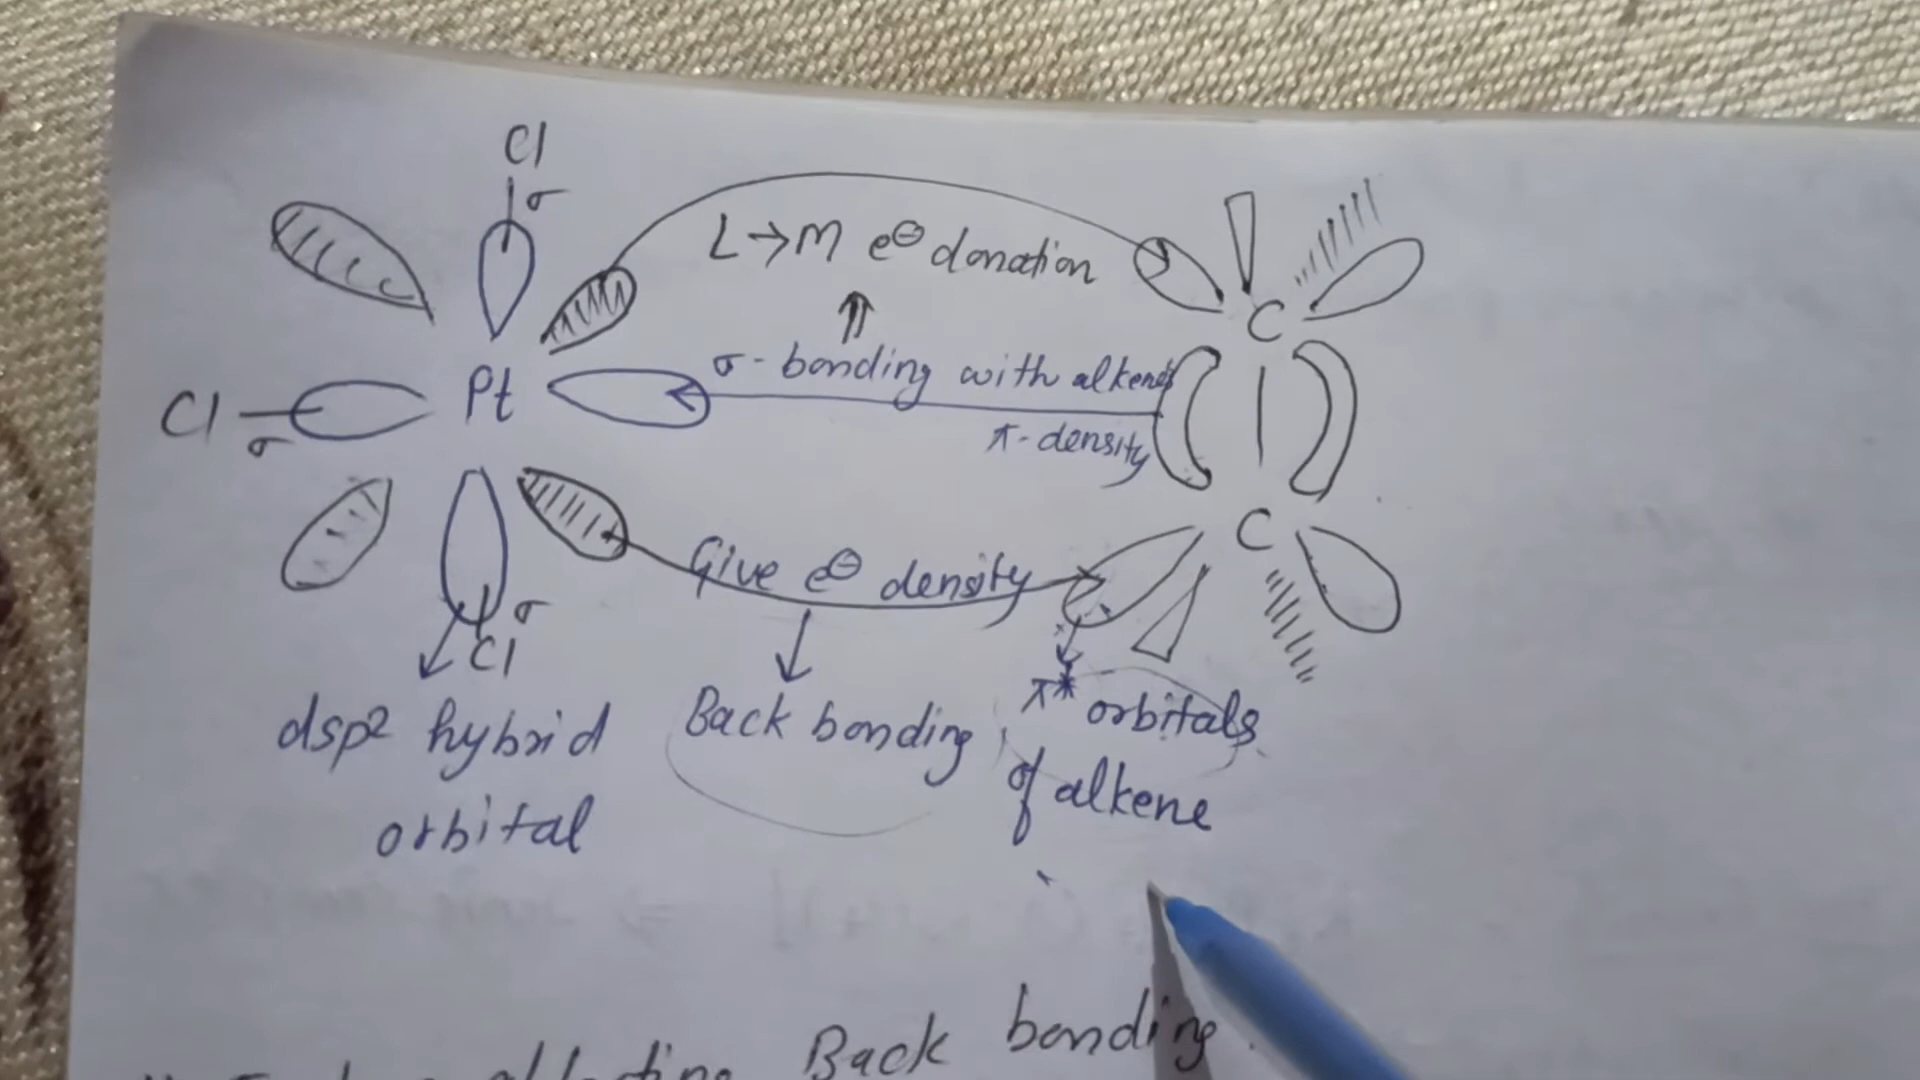 Cl
σ
L→M e⊖ donation
C
⇑
σ- bonding with alkenes
Pt
Cl
σ
π- density
C
Give e⊖ density
σ
Cl
π* orbitals
of alkene
dsp2 hybrid
orbital
Back bonding
Back bonding